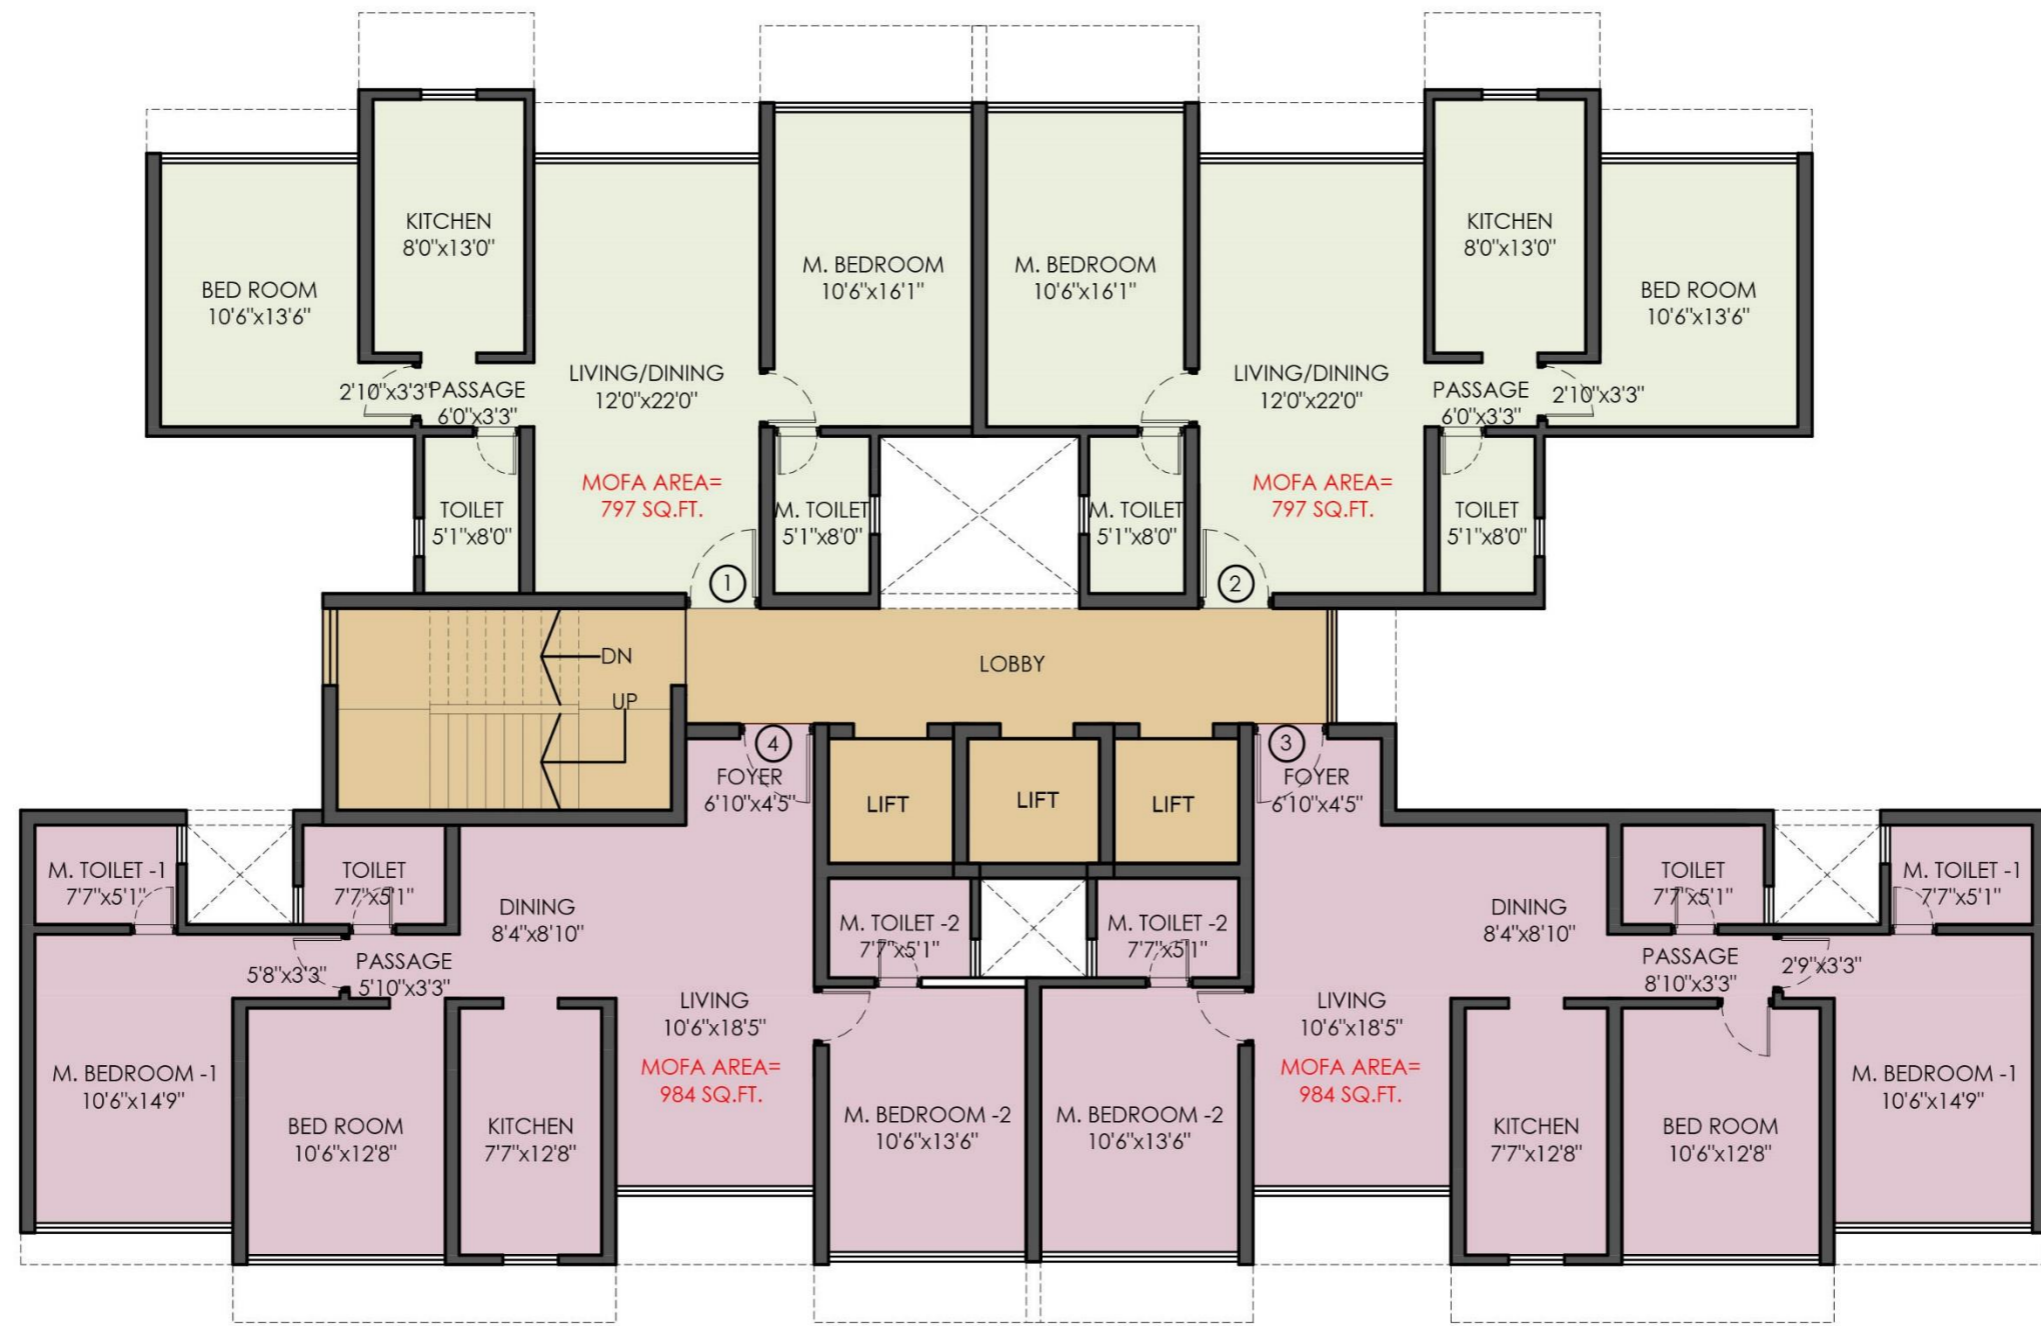 KITCHEN
8'0"x13'0"
BED ROOM
10'6"x13'6"
2'10"x3'3"
PASSAGE
6'0"x3'3"
LIVING/DINING
12'0"x22'0"
MOFA AREA=
797 SQ.FT.
TOILET
5'1"x8'0"
M. BEDROOM
10'6"x16'1"
M. TOILET
5'1"x8'0"
1
M. BEDROOM
10'6"x16'1"
M. TOILET
5'1"x8'0"
2
LIVING/DINING
12'0"x22'0"
MOFA AREA=
797 SQ.FT.
KITCHEN
8'0"x13'0"
PASSAGE
6'0"x3'3"
2'10"x3'3"
BED ROOM
10'6"x13'6"
TOILET
5'1"x8'0"
DN
UP
LOBBY
4
FOYER
6'10"x4'5"
LIFT
LIFT
LIFT
3
FOYER
6'10"x4'5"
M. TOILET -1
7'7"x5'1"
TOILET
7'7"x5'1"
DINING
8'4"x8'10"
5'8"x3'3"
PASSAGE
5'10"x3'3"
M. BEDROOM -1
10'6"x14'9"
BED ROOM
10'6"x12'8"
KITCHEN
7'7"x12'8"
LIVING
10'6"x18'5"
MOFA AREA=
984 SQ.FT.
M. TOILET -2
7'7"x5'1"
M. BEDROOM -2
10'6"x13'6"
M. TOILET -2
7'7"x5'1"
M. BEDROOM -2
10'6"x13'6"
LIVING
10'6"x18'5"
MOFA AREA=
984 SQ.FT.
DINING
8'4"x8'10"
TOILET
7'7"x5'1"
M. TOILET -1
7'7"x5'1"
PASSAGE
8'10"x3'3"
2'9"x3'3"
KITCHEN
7'7"x12'8"
BED ROOM
10'6"x12'8"
M. BEDROOM -1
10'6"x14'9"